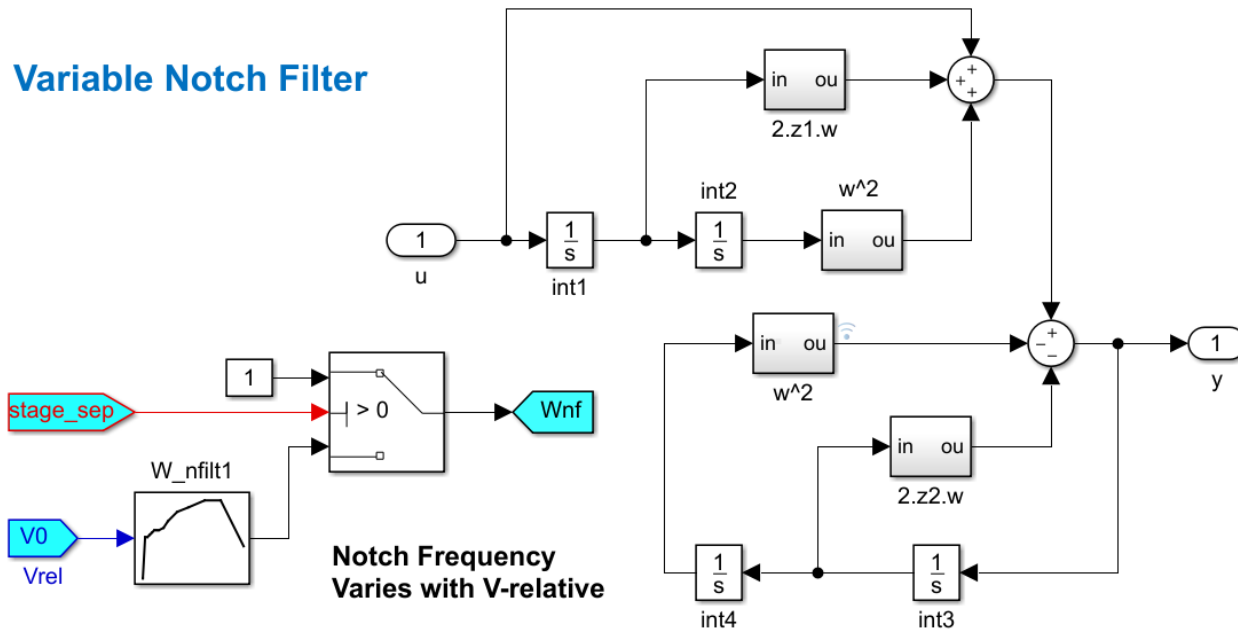 Variable Notch Filter
in ou
2.z1.w
+
+
+
int2
w^2
1
u
1
s
int1
1
s
in ou
in ou
w^2
+
−
−
1
y
1
stage_sep
> 0
Wnf
in ou
2.z2.w
W_nfilt1
V0
Vrel
Notch Frequency
Varies with V-relative
1
s
int4
1
s
int3